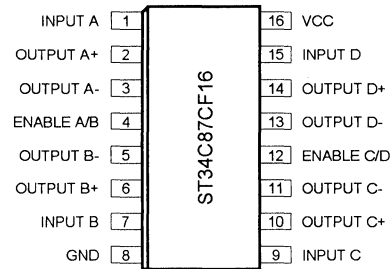 INPUT A 1 16 VCC
OUTPUT A+ 2 15 INPUT D
OUTPUT A- 3 14 OUTPUT D+
ENABLE A/B 4 13 OUTPUT D-
OUTPUT B- 5 12 ENABLE C/D
OUTPUT B+ 6 11 OUTPUT C-
INPUT B 7 10 OUTPUT C+
GND 8 9 INPUT C
ST34C87CF16